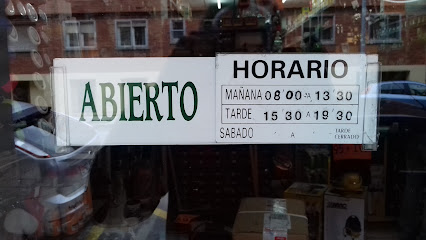 ABIERTO
HORARIO
MAÑANA 08'00 A 13'30
TARDE 15'30 A 19'30
SABADO A TARDE CERRADO